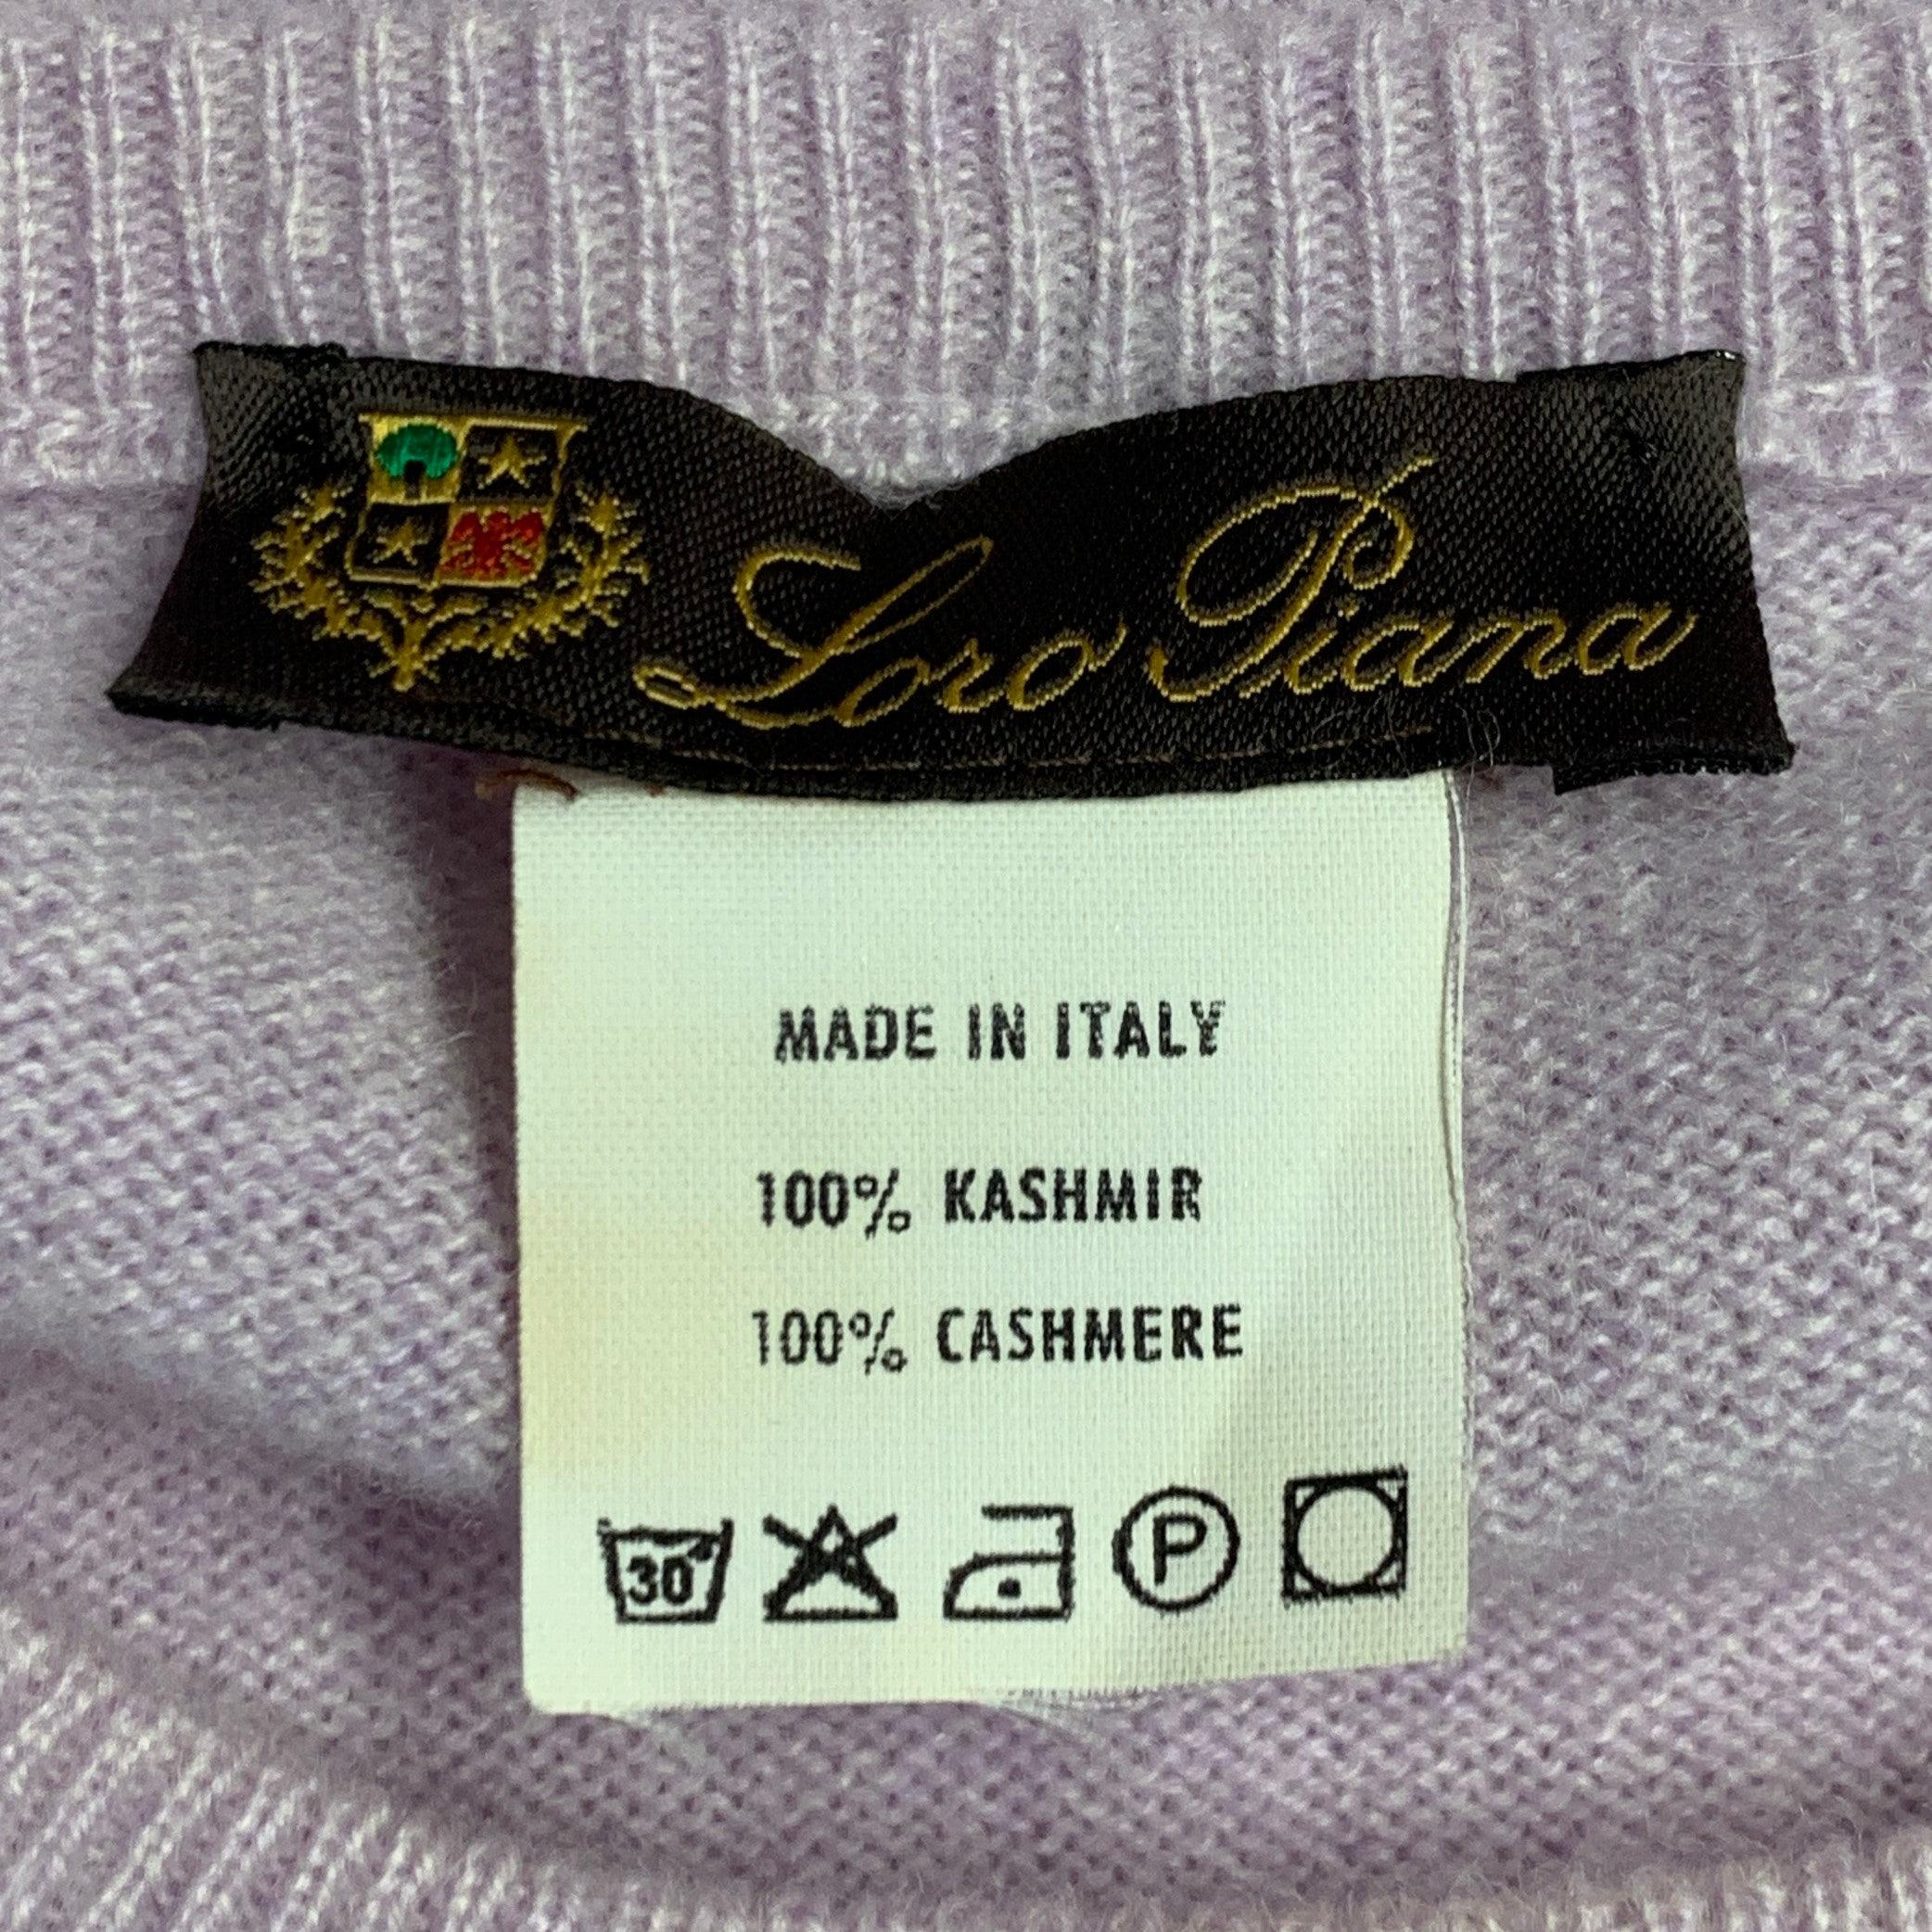 Loro Piana
MADE IN ITALY
100% KASHMIR
100% CASHMERE
30° P